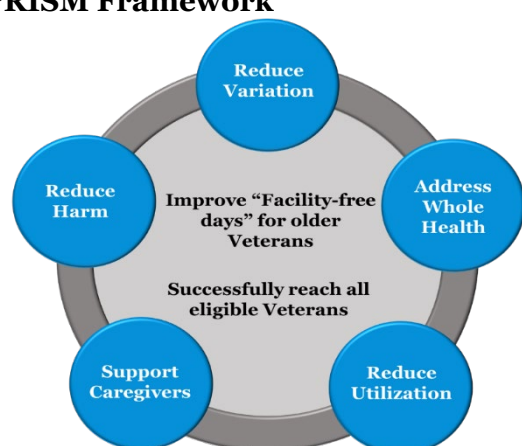 PRISM Framework
Reduce
Variation
Reduce
Harm
Improve “Facility-free
days” for older
Veterans
Address
Whole
Health
Successfully reach all
eligible Veterans
Support
Caregivers
Reduce
Utilization